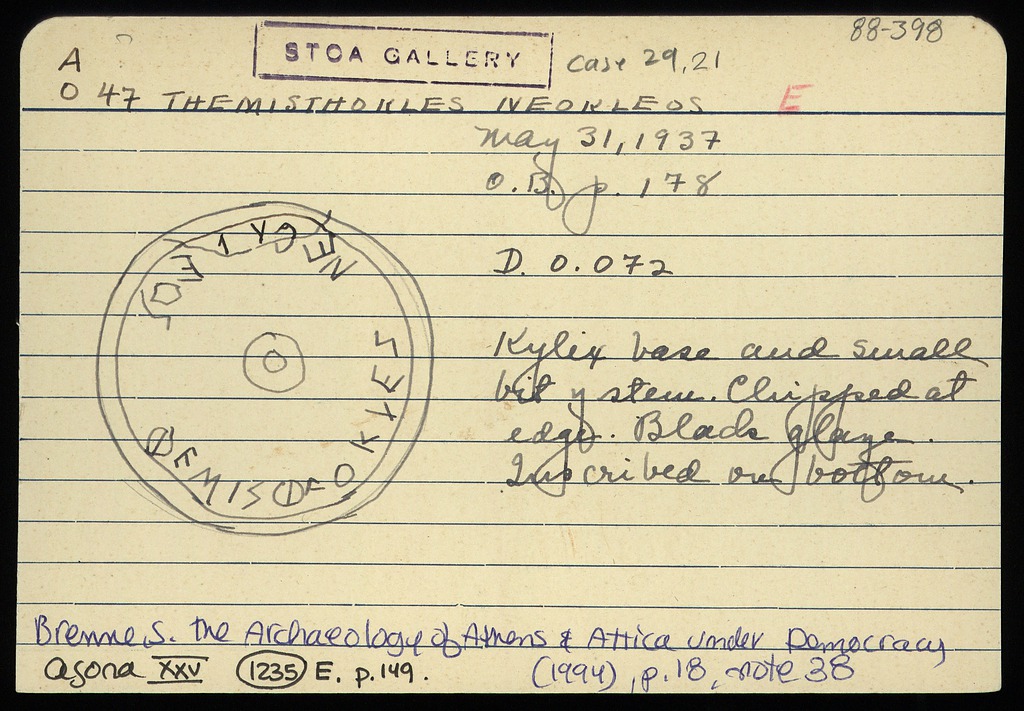 88-398
STOA GALLERY
Case 29,21
A
O 47 THEMISTHOKLES NEOKLEOS E
May 31, 1937
O.B. p. 178
D. 0.072
Kylix base and small
bit of stem. Chipped at
edge. Black glaze.
Inscribed on bottom.
Brenne S. The Archaeology of Athens & Attica under Democracy
(1994), p.18, note 38
Agora XXV 1235 E. p.149.